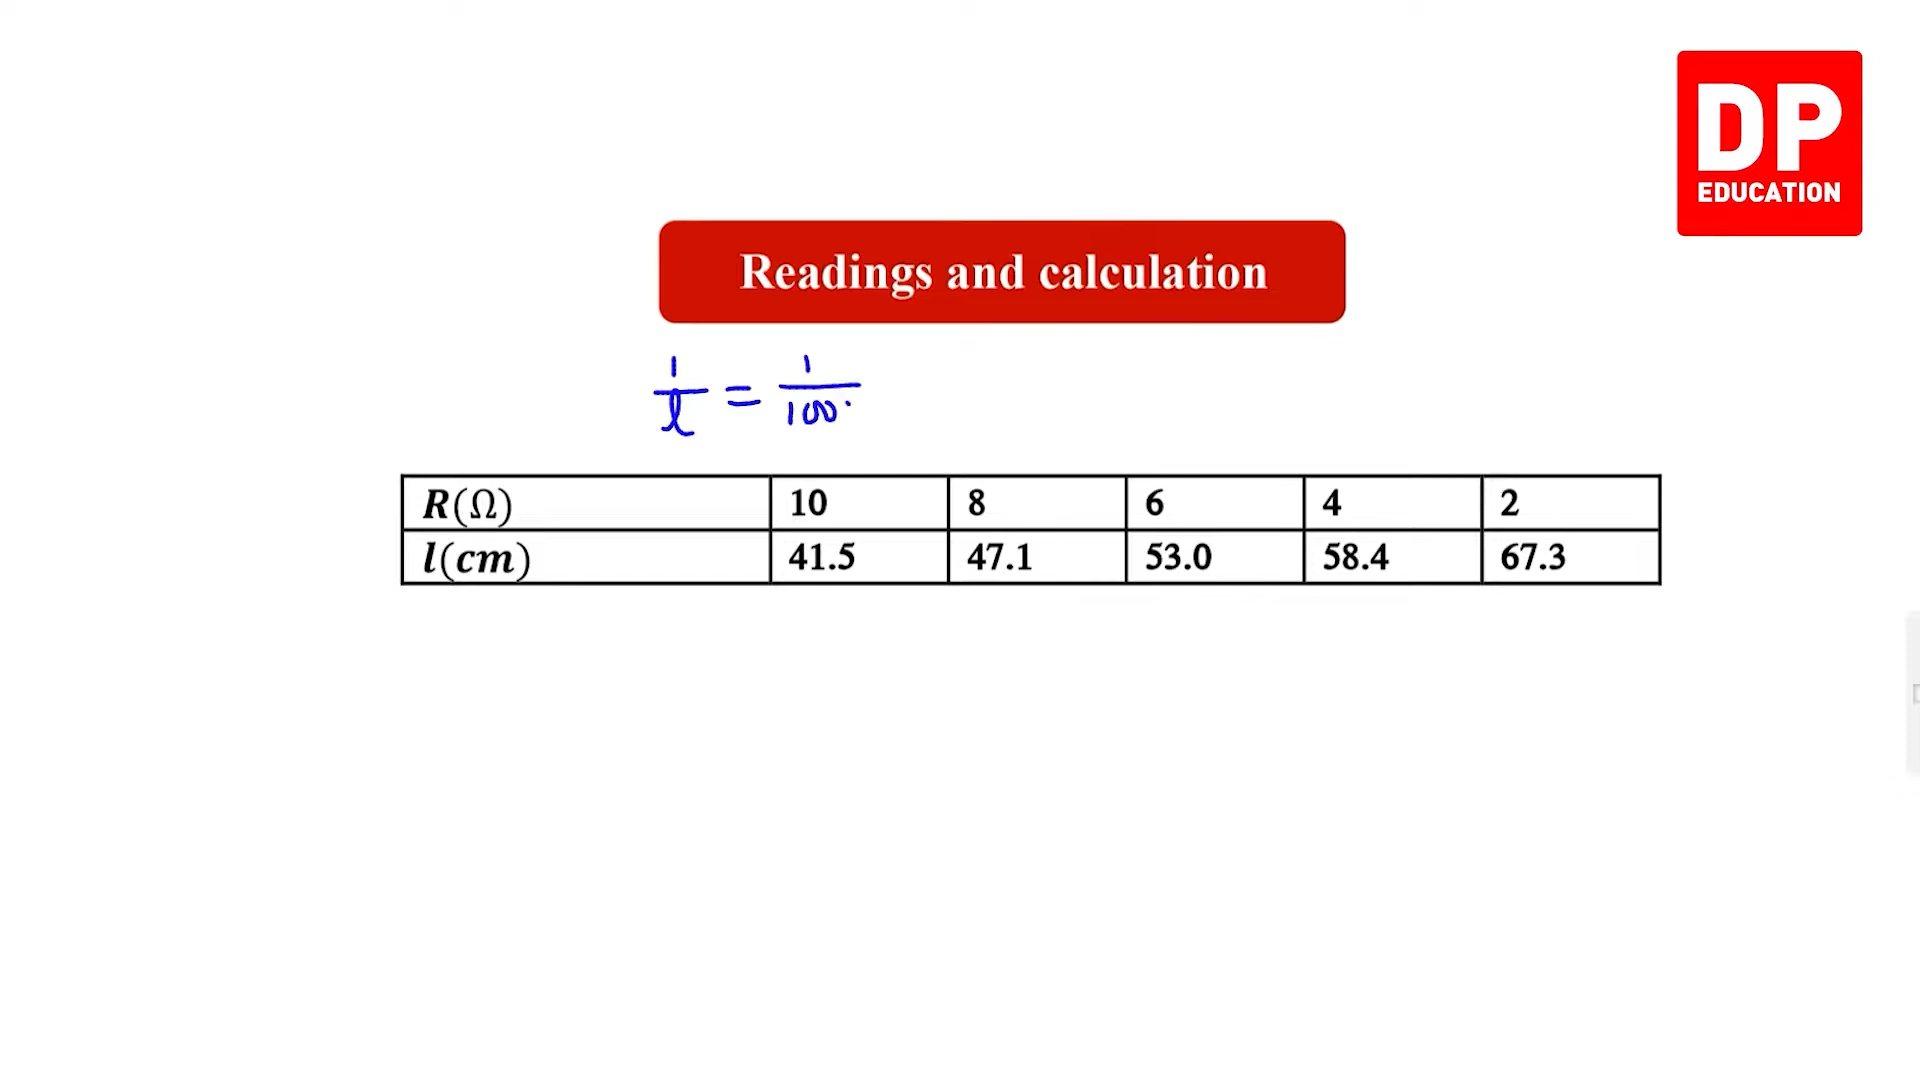 DP
EDUCATION
Readings and calculation
1/l = 1/100.
R(Ω) 10 8 6 4 2
l(cm) 41.5 47.1 53.0 58.4 67.3